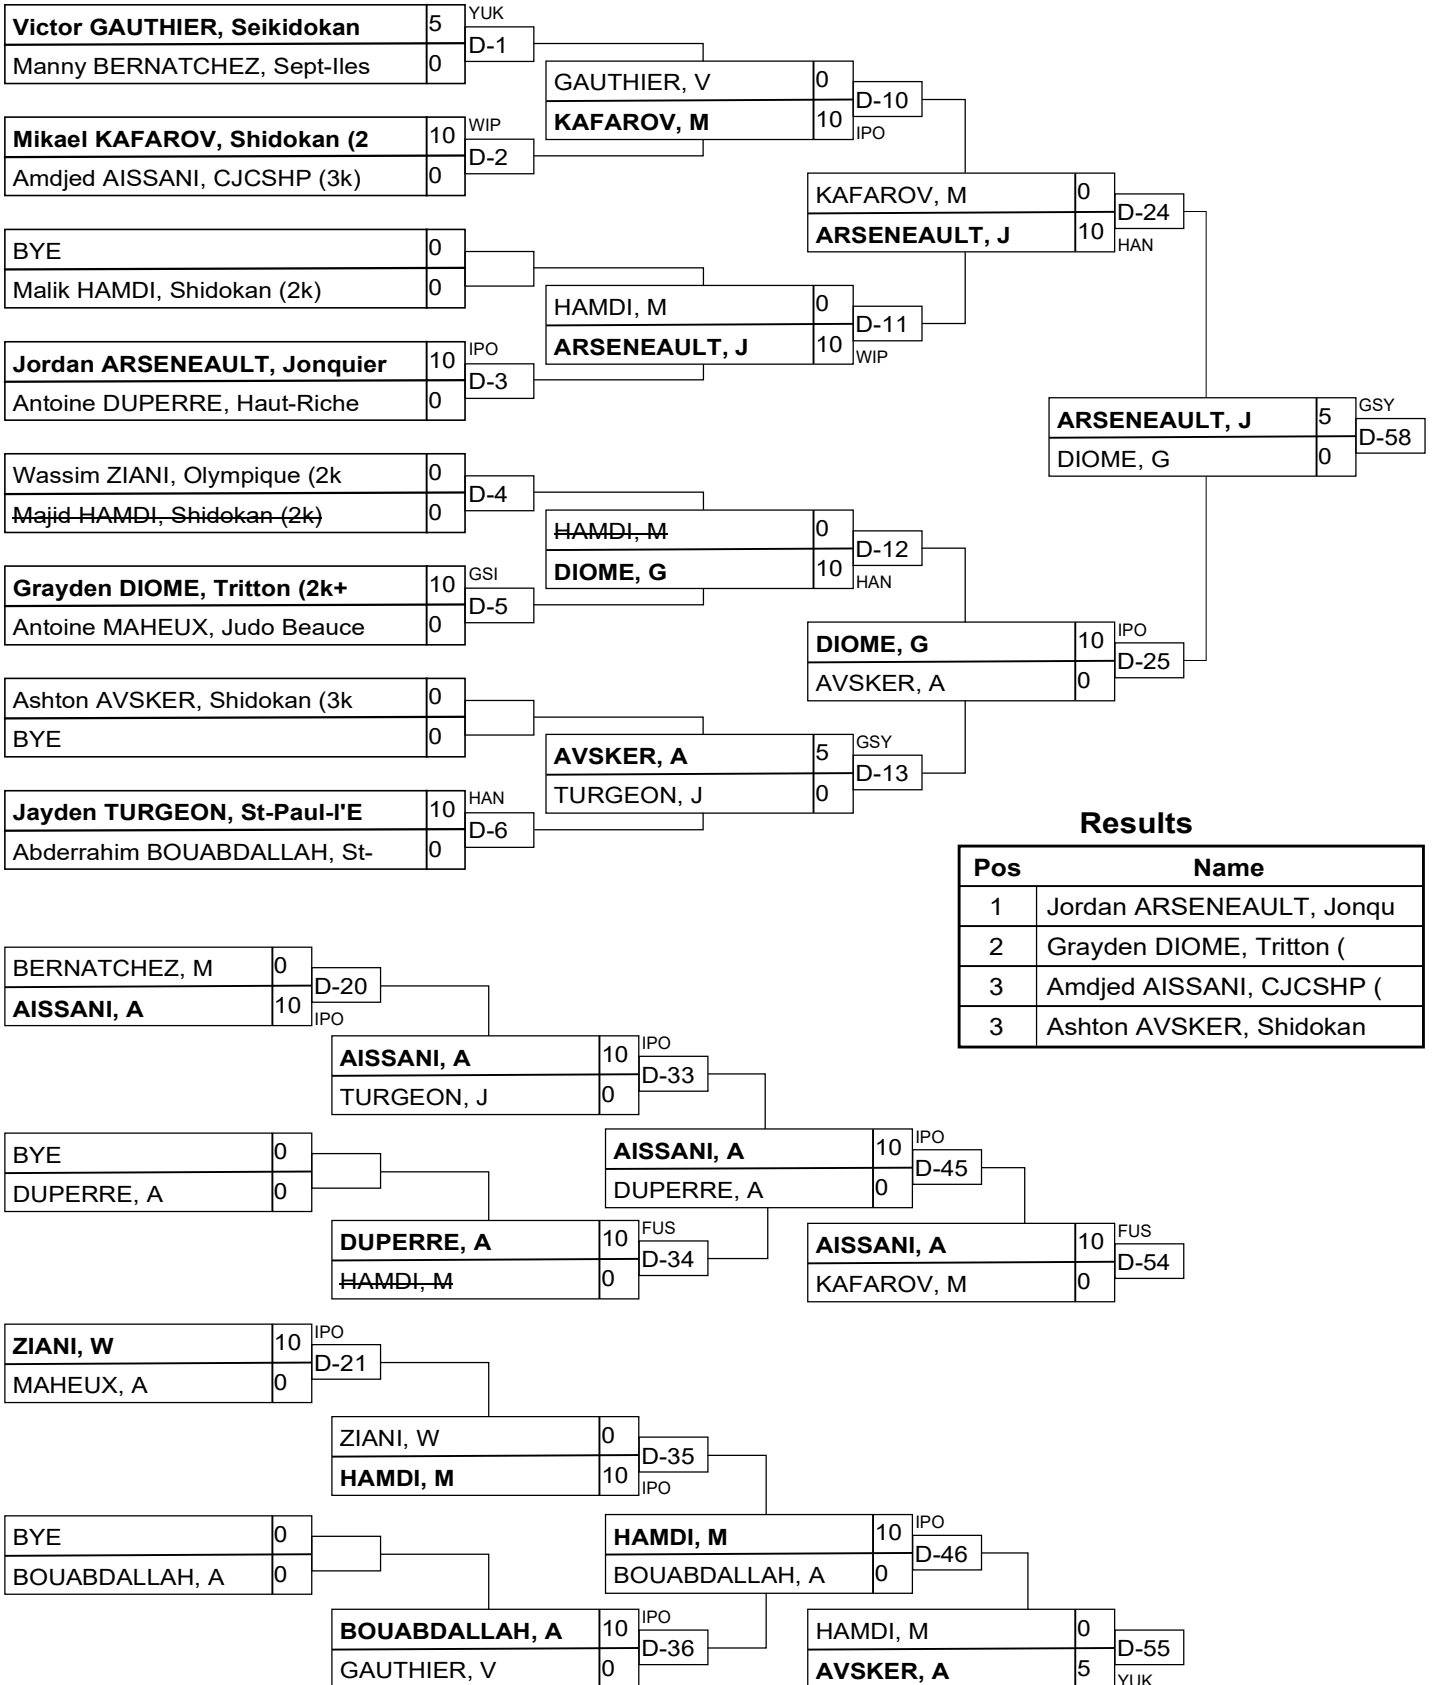 Victor GAUTHIER, Seikidokan 5 YUK
D-1
Manny BERNATCHEZ, Sept-Iles 0
Mikael KAFAROV, Shidokan (2 10 WIP
D-2
Amdjed AISSANI, CJCSHP (3k) 0
BYE 0
Malik HAMDI, Shidokan (2k) 0
Jordan ARSENEAULT, Jonquier 10 IPO
D-3
Antoine DUPERRE, Haut-Riche 0
Wassim ZIANI, Olympique (2k 0
D-4
Majid HAMDI, Shidokan (2k) 0
Grayden DIOME, Tritton (2k+ 10 GSI
D-5
Antoine MAHEUX, Judo Beauce 0
Ashton AVSKER, Shidokan (3k 0
BYE 0
Jayden TURGEON, St-Paul-l'E 10 HAN
D-6
Abderrahim BOUABDALLAH, St- 0
GAUTHIER, V 0
D-10
KAFAROV, M 10 IPO
HAMDI, M 0
D-11
ARSENEAULT, J 10 WIP
HAMDI, M 0
D-12
DIOME, G 10 HAN
AVSKER, A 5 GSY
D-13
TURGEON, J 0
KAFAROV, M 0
D-24
ARSENEAULT, J 10 HAN
DIOME, G 10 IPO
D-25
AVSKER, A 0
ARSENEAULT, J 5 GSY
D-58
DIOME, G 0
Results
Pos Name
1 Jordan ARSENEAULT, Jonqu
2 Grayden DIOME, Tritton (
3 Amdjed AISSANI, CJCSHP (
3 Ashton AVSKER, Shidokan
BERNATCHEZ, M 0
D-20
AISSANI, A 10 IPO
AISSANI, A 10 IPO
D-33
TURGEON, J 0
BYE 0
DUPERRE, A 0
DUPERRE, A 10 FUS
D-34
HAMDI, M 0
AISSANI, A 10 IPO
D-45
DUPERRE, A 0
AISSANI, A 10 FUS
D-54
KAFAROV, M 0
ZIANI, W 10 IPO
D-21
MAHEUX, A 0
ZIANI, W 0
D-35
HAMDI, M 10 IPO
BYE 0
BOUABDALLAH, A 0
BOUABDALLAH, A 10 IPO
D-36
GAUTHIER, V 0
HAMDI, M 10 IPO
D-46
BOUABDALLAH, A 0
HAMDI, M 0
D-55
AVSKER, A 5 YUK